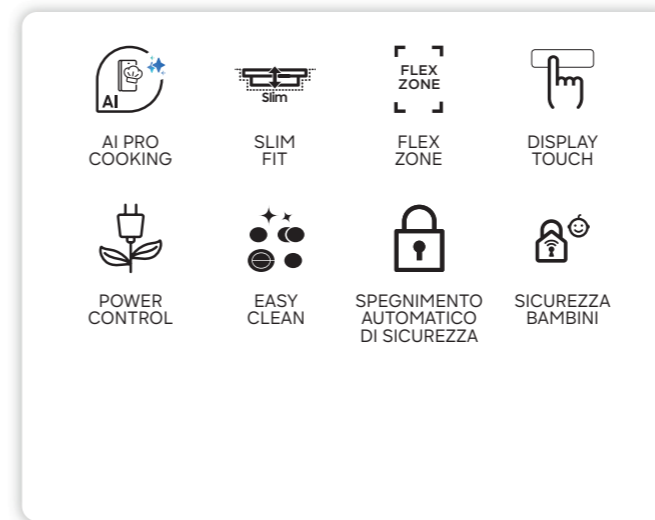 AI
Slim
FLEX
ZONE
AI PRO
COOKING
SLIM
FIT
FLEX
ZONE
DISPLAY
TOUCH
POWER
CONTROL
EASY
CLEAN
SPEGNIMENTO
AUTOMATICO
DI SICUREZZA
SICUREZZA
BAMBINI